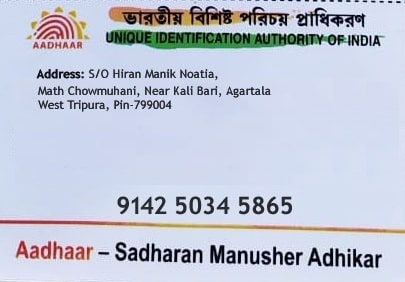 ভারতীয় বিশিষ্ট পরিচয় প্রাধিকরণ
AADHAAR
UNIQUE IDENTIFICATION AUTHORITY OF INDIA
Address: S/O Hiran Manik Noatia,
Math Chowmuhani, Near Kali Bari, Agartala
West Tripura, Pin-799004
9142 5034 5865
Aadhaar – Sadharan Manusher Adhikar